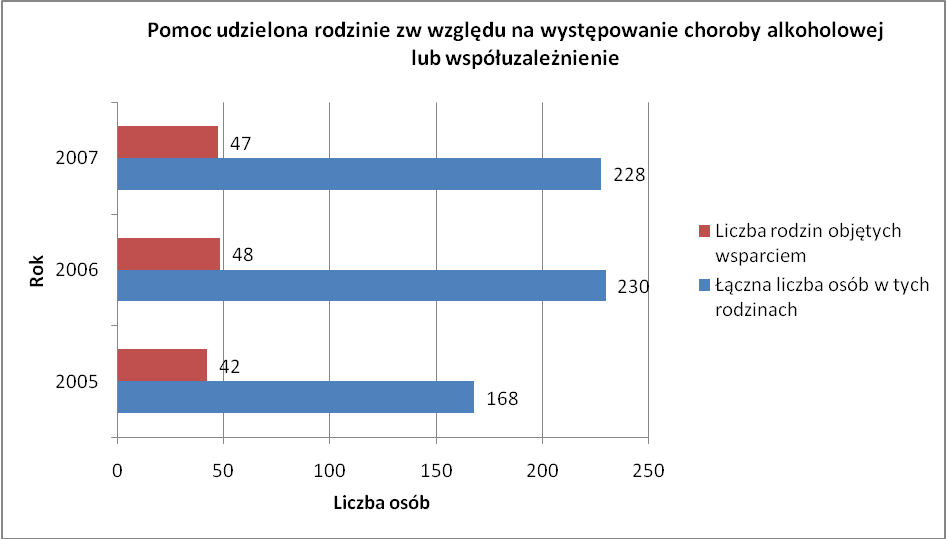 Pomoc udzielona rodzinie zw względu na występowanie choroby alkoholowej
lub współuzależnienie
2007
47
228
2006
48
230
2005
42
168
Rok
0 50 100 150 200 250
Liczba osób
Liczba rodzin objętych
wsparciem
Łączna liczba osób w tych
rodzinach